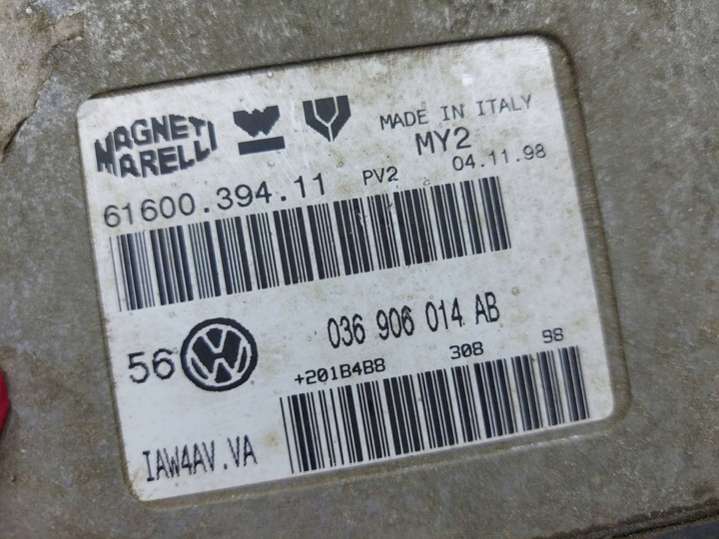 MAGNETI MARELLI
MADE IN ITALY
MY2
61600.394.11 PV2 04.11.98
56 VW 036 906 014 AB
+201B4B8 308 98
IAW4AV.VA